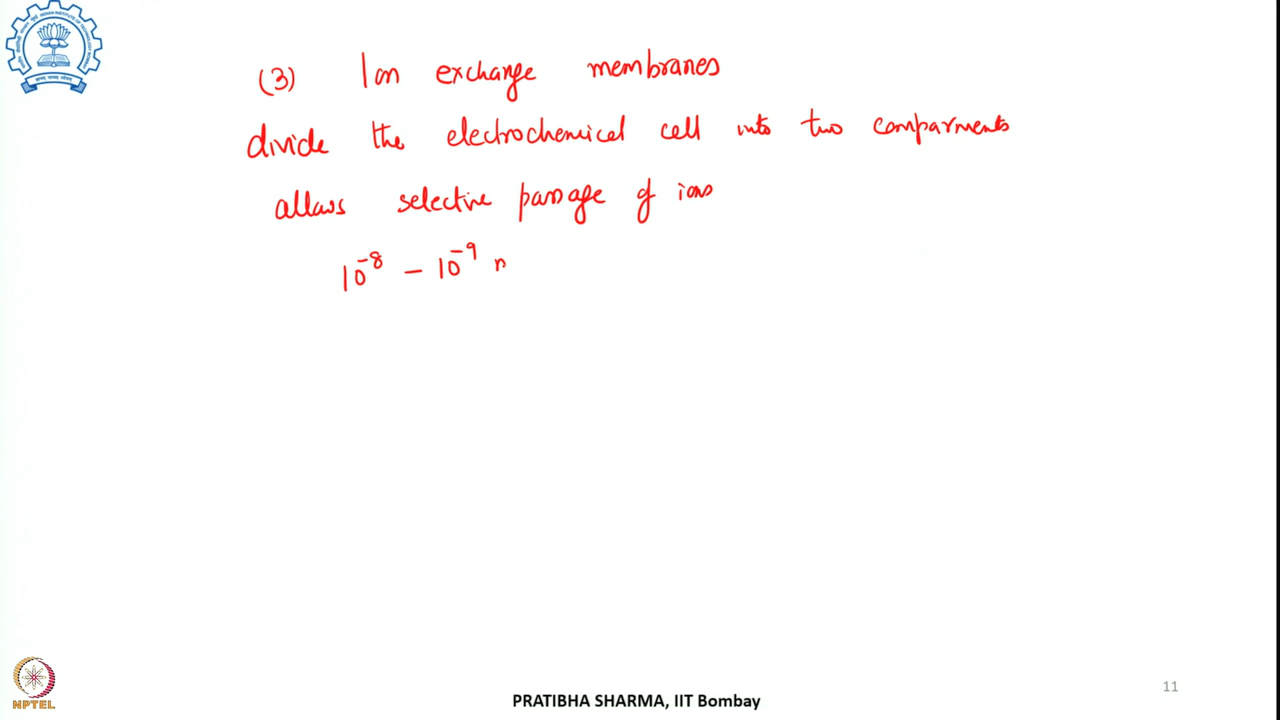 (3) Ion exchange membranes
divide the electrochemical cell into two comparments
allows selective passage of ions
10⁻⁸ – 10⁻⁹
NPTEL
PRATIBHA SHARMA, IIT Bombay
11